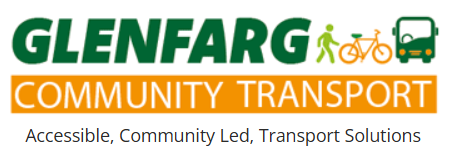 GLENFARG
COMMUNITY TRANSPORT
Accessible, Community Led, Transport Solutions